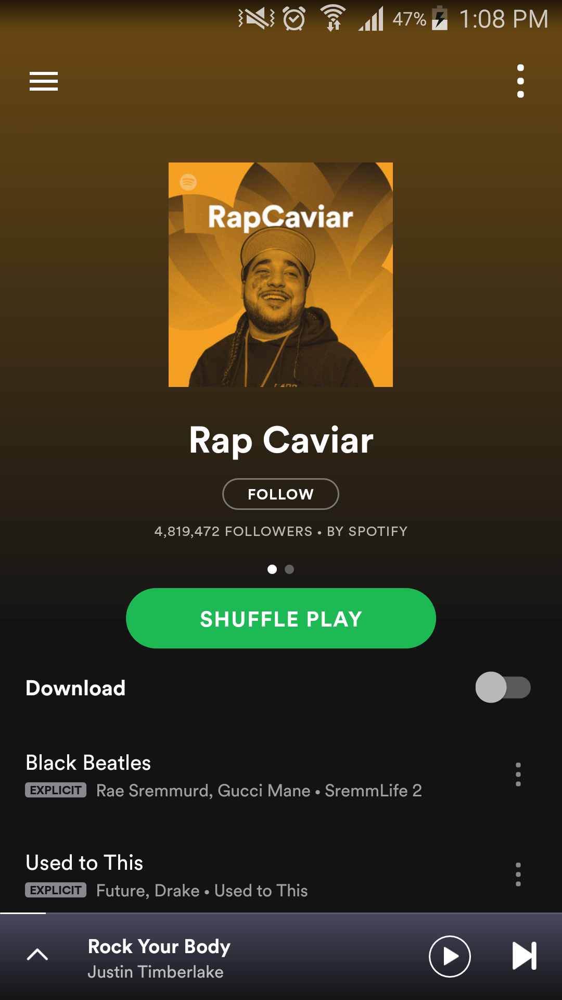 47% 1:08 PM
RapCaviar
Rap Caviar
FOLLOW
4,819,472 FOLLOWERS • BY SPOTIFY
SHUFFLE PLAY
Download
Black Beatles
EXPLICIT Rae Sremmurd, Gucci Mane • SremmLife 2
Used to This
EXPLICIT Future, Drake • Used to This
Rock Your Body
Justin Timberlake